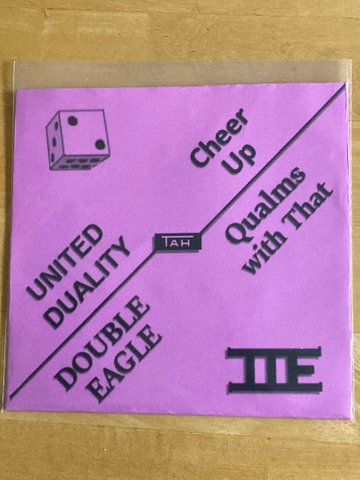 Cheer
Up
UNITED
DUALITY
TAH
Qualms
with That
DOUBLE
EAGLE